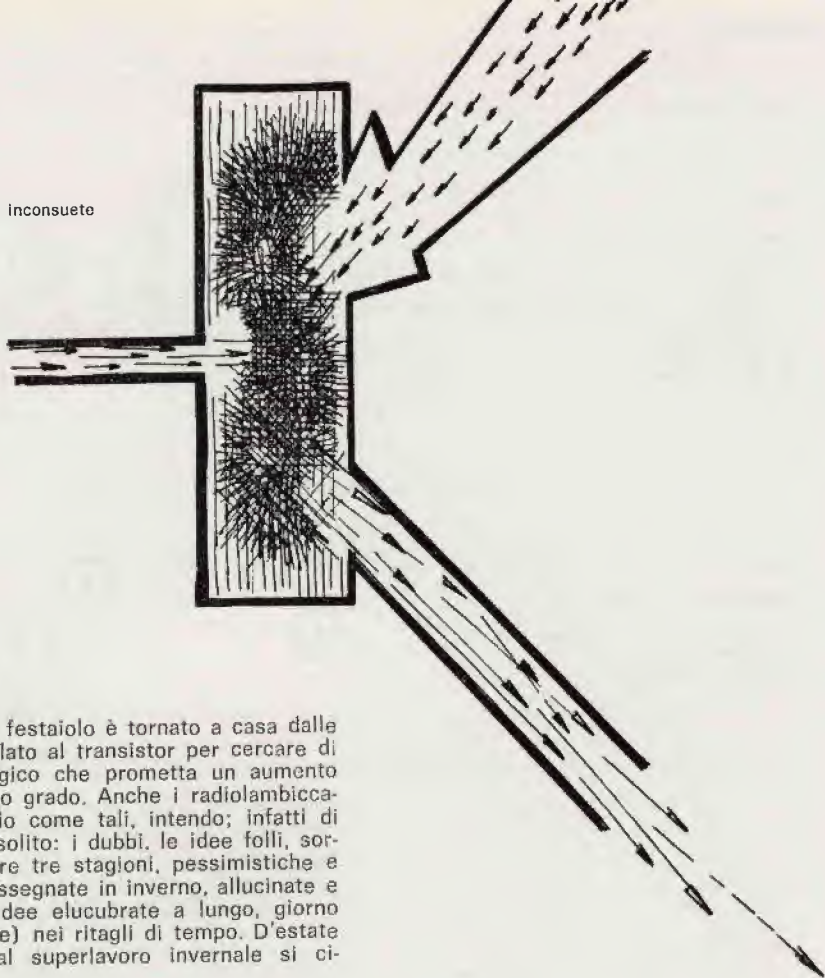 inconsuete
festaiolo è tornato a casa dalle
lato al transistor per cercare di
gico che prometta un aumento
o grado. Anche i radiolambicca-
io come tali, intendo; infatti di
solito: i dubbi, le idee folli, sor-
re tre stagioni, pessimistiche e
ssegnate in inverno, allucinate e
dee elucubrate a lungo, giorno
e) nei ritagli di tempo. D'estate
al superlavoro invernale si ci-